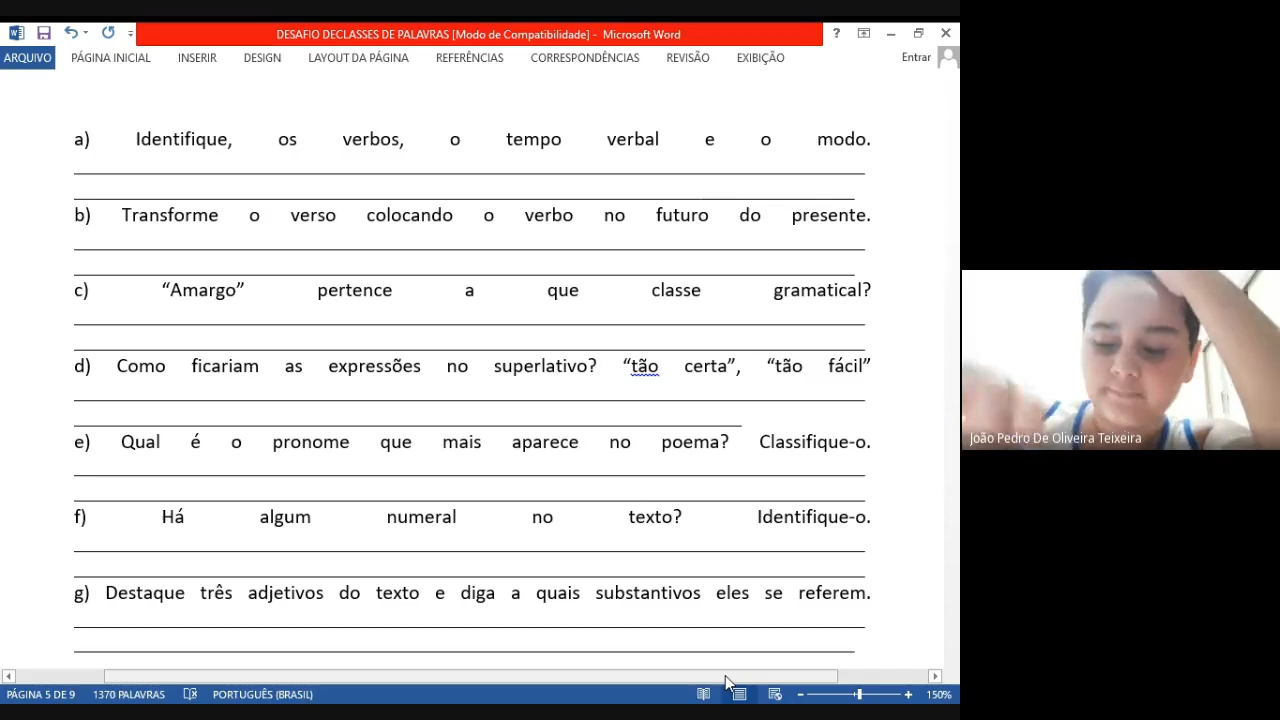 DESAFIO DECLASSES DE PALAVRAS [Modo de Compatibilidade] - Microsoft Word
?
ARQUIVO PÁGINA INICIAL INSERIR DESIGN LAYOUT DA PÁGINA REFERÊNCIAS CORRESPONDÊNCIAS REVISÃO EXIBIÇÃO Entrar
a) Identifique, os verbos, o tempo verbal e o modo.
b) Transforme o verso colocando o verbo no futuro do presente.
c) “Amargo” pertence a que classe gramatical?
d) Como ficariam as expressões no superlativo? “tão certa”, “tão fácil”
e) Qual é o pronome que mais aparece no poema? Classifique-o.
f) Há algum numeral no texto? Identifique-o.
g) Destaque três adjetivos do texto e diga a quais substantivos eles se referem.
PÁGINA 5 DE 9 1370 PALAVRAS PORTUGUÊS (BRASIL) 150%
João Pedro De Oliveira Teixeira